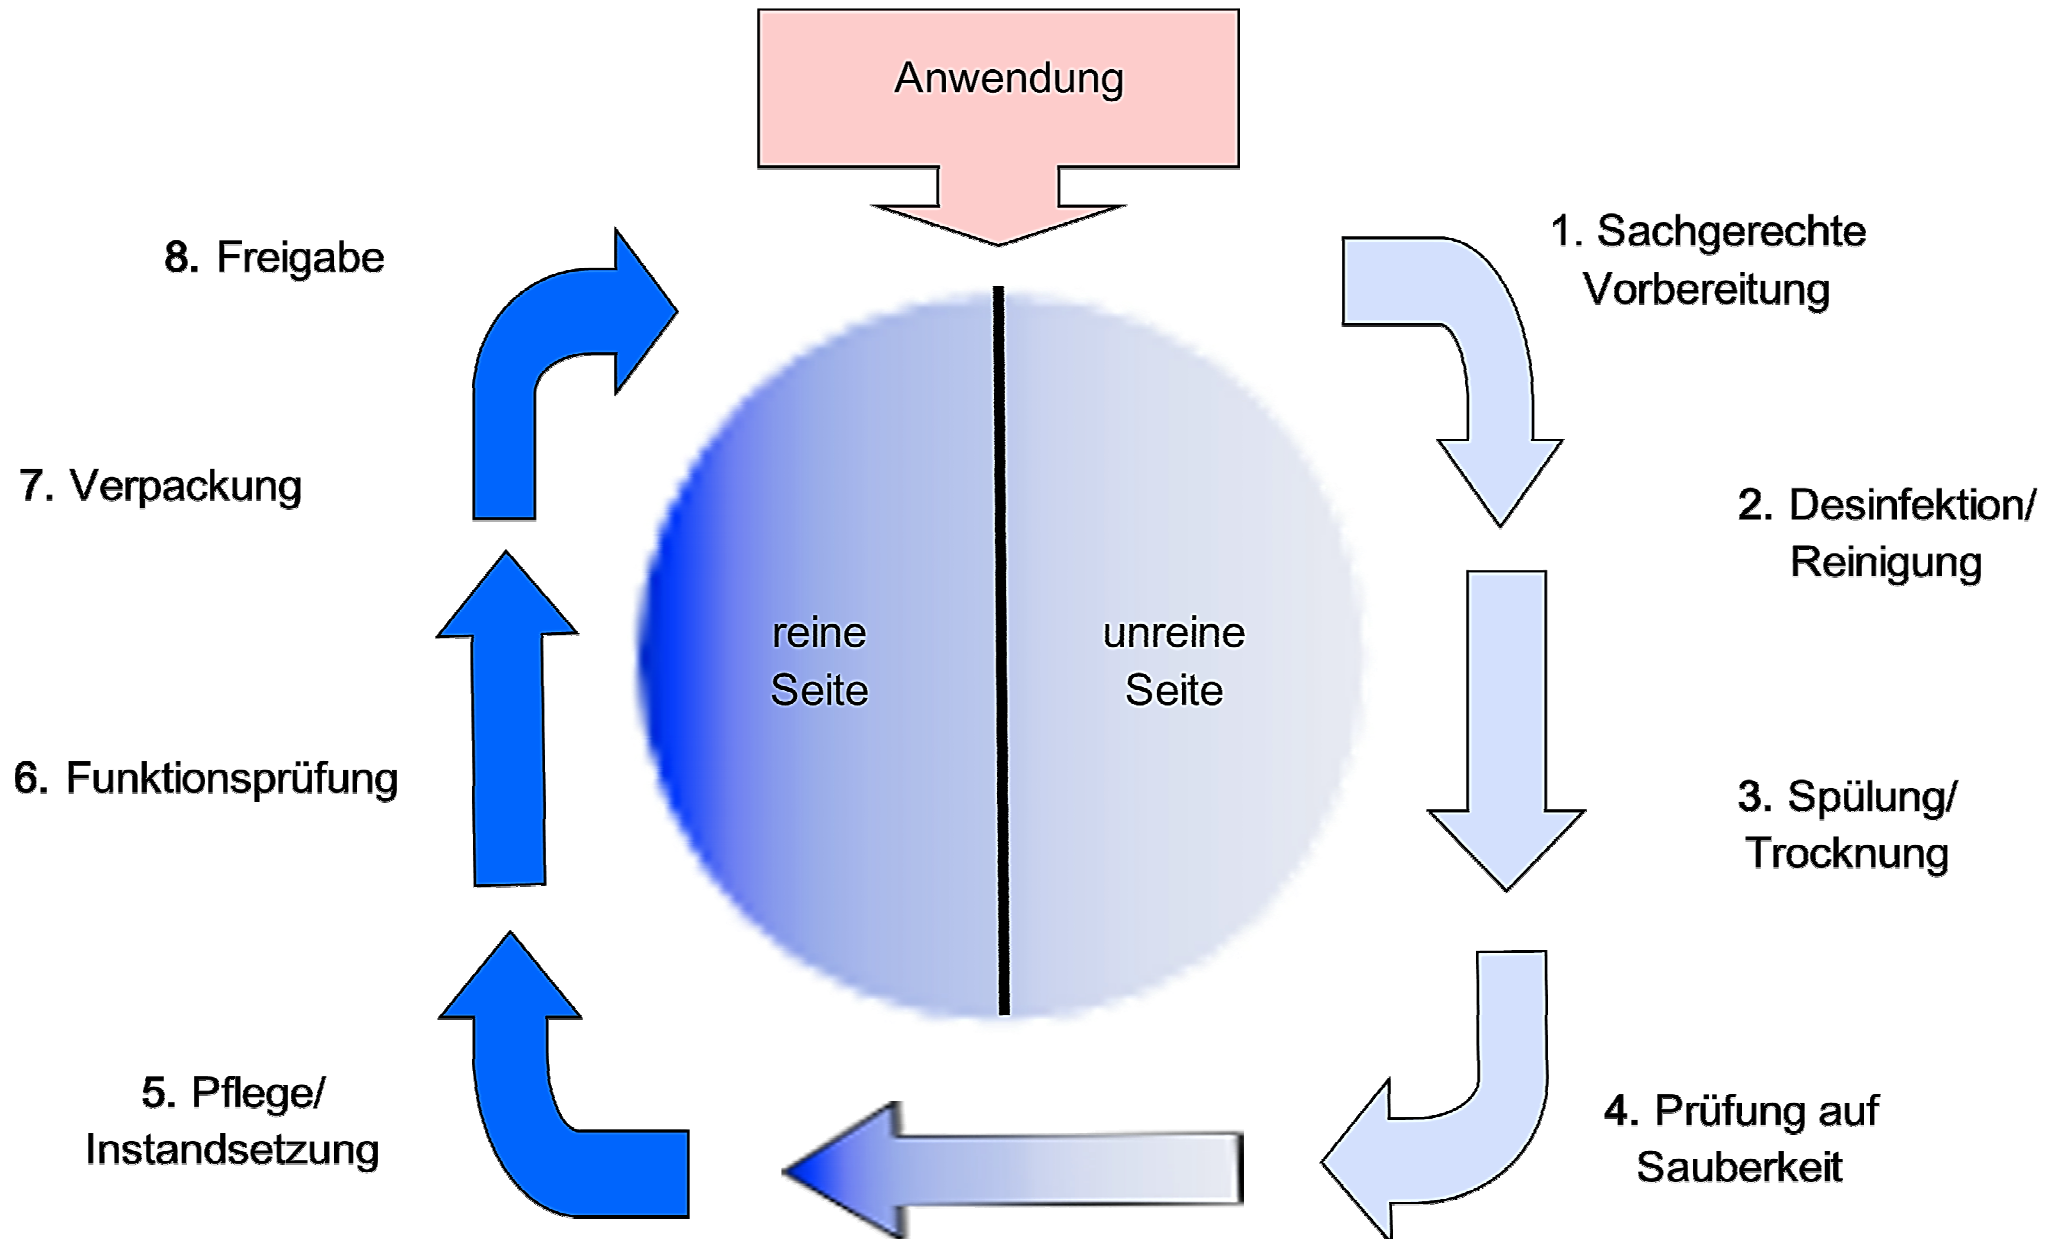 Anwendung
1. Sachgerechte
Vorbereitung
2. Desinfektion/
Reinigung
3. Spülung/
Trocknung
4. Prüfung auf
Sauberkeit
5. Pflege/
Instandsetzung
6. Funktionsprüfung
7. Verpackung
8. Freigabe
reine
Seite
unreine
Seite